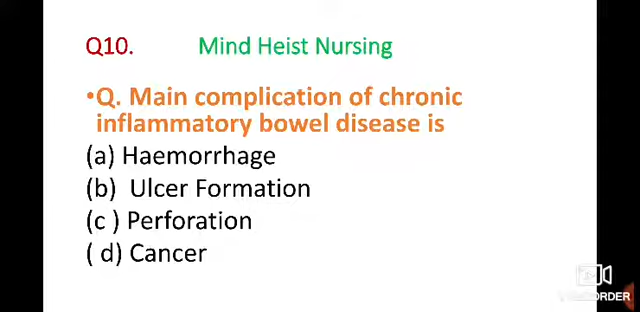 Q10. Mind Heist Nursing
•Q. Main complication of chronic
inflammatory bowel disease is
(a) Haemorrhage
(b) Ulcer Formation
(c ) Perforation
( d) Cancer